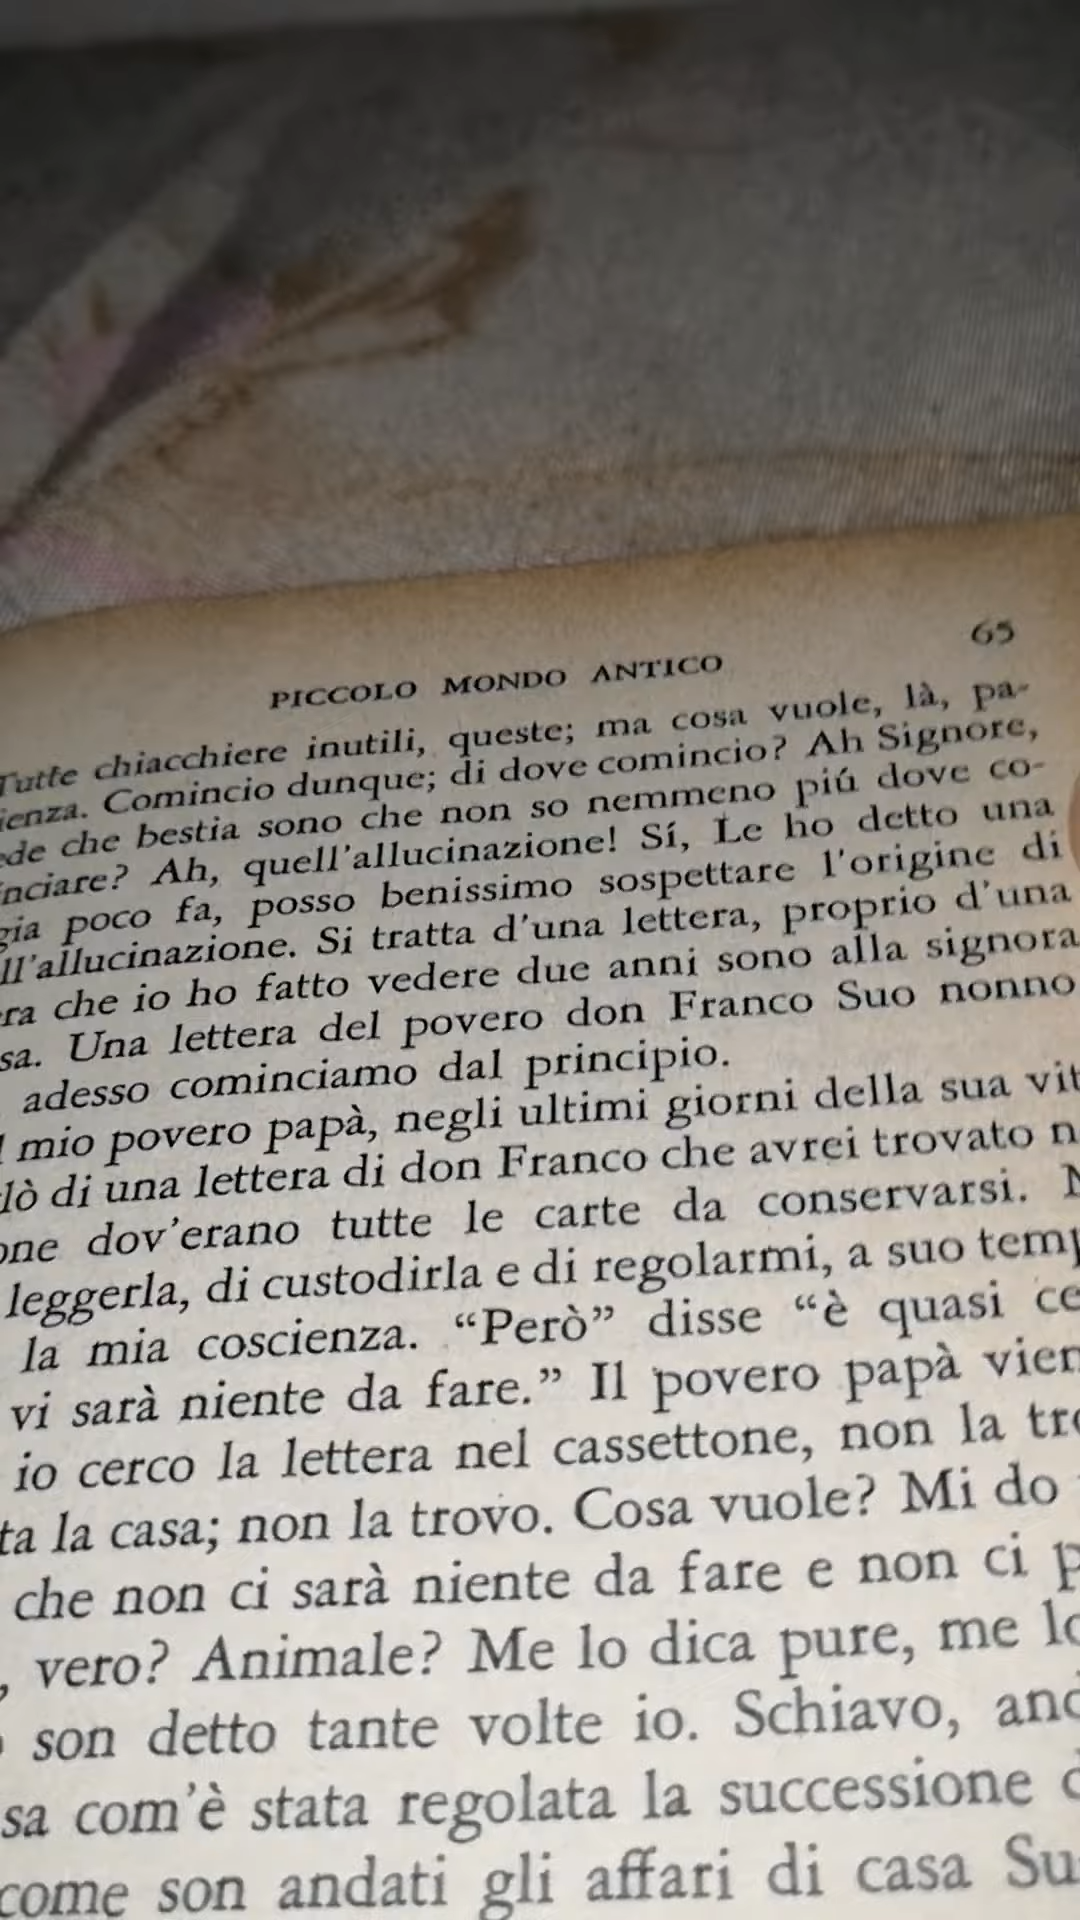 65
PICCOLO MONDO ANTICO
Tutte chiacchiere inutili, queste; ma cosa vuole, là, pa-
ienza. Comincio dunque; di dove comincio? Ah Signore,
ede che bestia sono che non so nemmeno piú dove co-
nciare? Ah, quell'allucinazione! Sí, Le ho detto una
gia poco fa, posso benissimo sospettare l'origine di
ll'allucinazione. Si tratta d'una lettera, proprio d'una
ra che io ho fatto vedere due anni sono alla signora
sa. Una lettera del povero don Franco Suo nonno
adesso cominciamo dal principio.
l mio povero papà, negli ultimi giorni della sua vit
lò di una lettera di don Franco che avrei trovato n
one dov'erano tutte le carte da conservarsi. N
leggerla, di custodirla e di regolarmi, a suo temp
la mia coscienza. “Però” disse “è quasi ce
vi sarà niente da fare.” Il povero papà vien
io cerco la lettera nel cassettone, non la tro
ta la casa; non la trovo. Cosa vuole? Mi do
che non ci sarà niente da fare e non ci p
, vero? Animale? Me lo dica pure, me lo
son detto tante volte io. Schiavo, and
sa com'è stata regolata la successione d
come son andati gli affari di casa Su